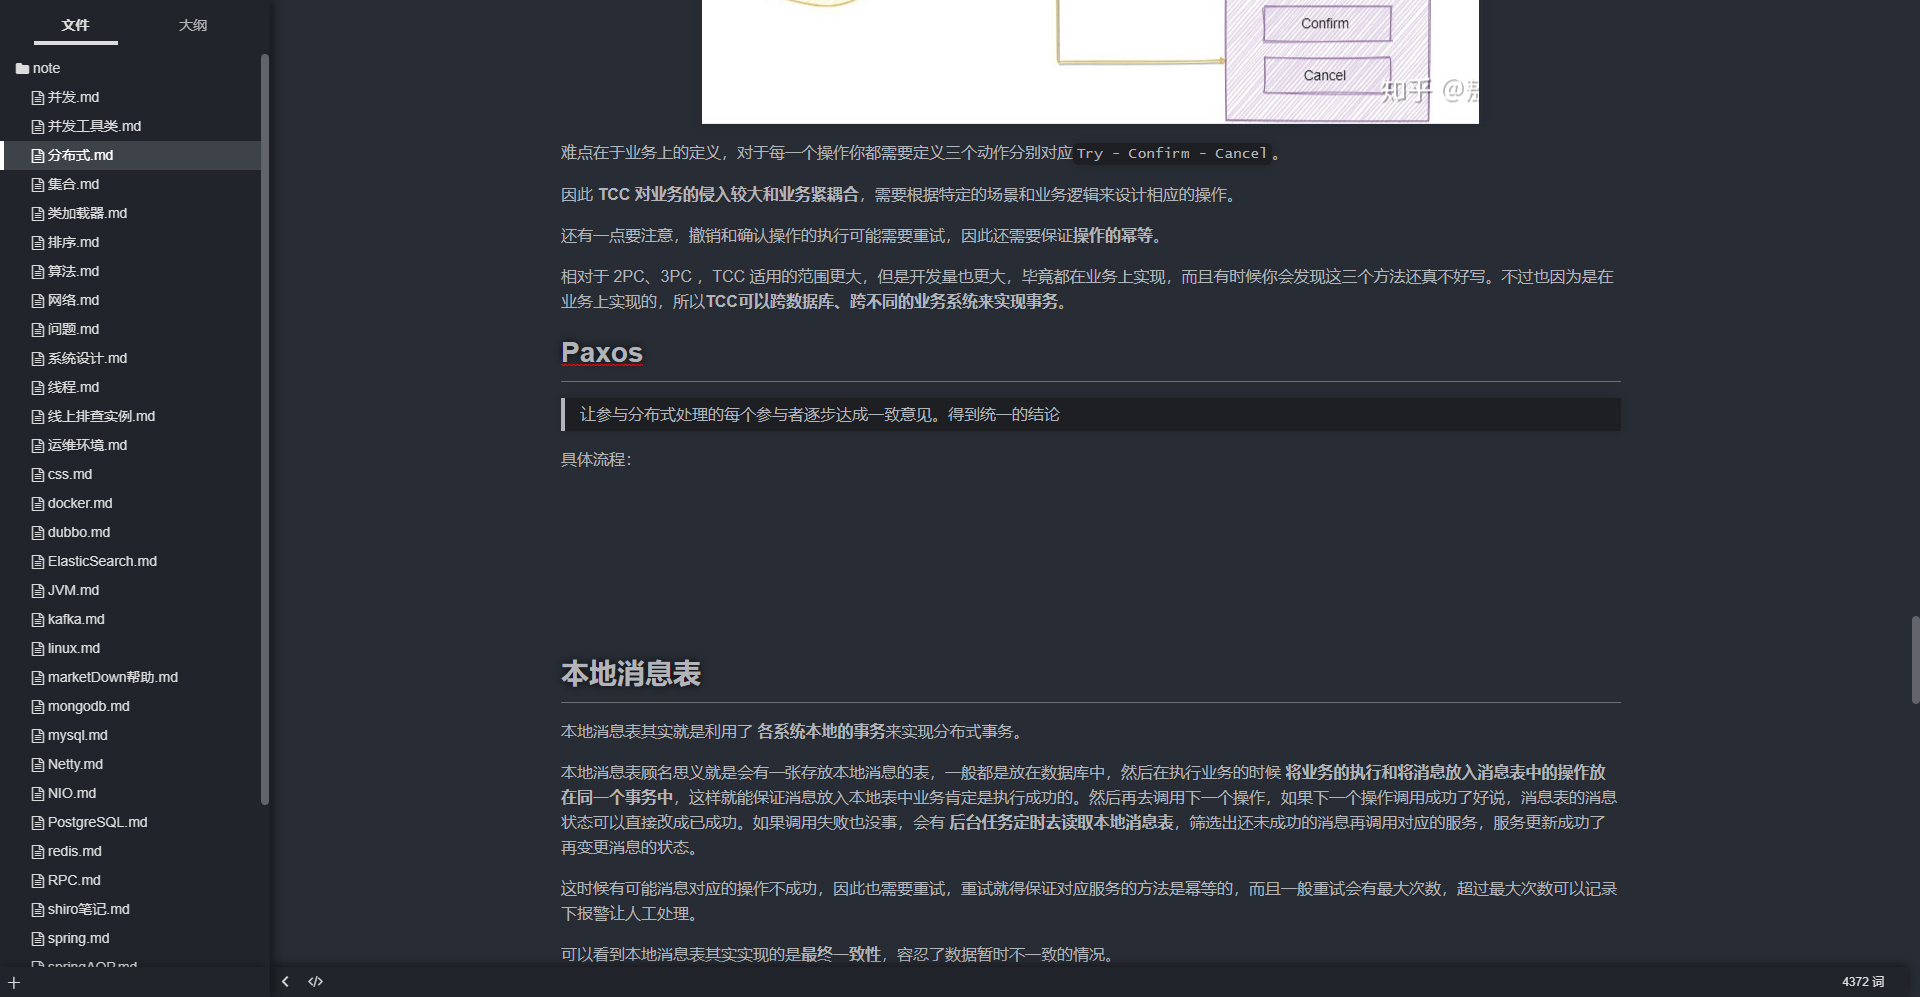 文件
大纲
note
并发.md
并发工具类.md
分布式.md
集合.md
类加载器.md
排序.md
算法.md
网络.md
问题.md
系统设计.md
线程.md
线上排查实例.md
运维环境.md
css.md
docker.md
dubbo.md
ElasticSearch.md
JVM.md
kafka.md
linux.md
marketDown帮助.md
mongodb.md
mysql.md
Netty.md
NIO.md
PostgreSQL.md
redis.md
RPC.md
shiro笔记.md
spring.md
springAOP.md
Confirm
Cancel
知乎 @
难点在于业务上的定义，对于每一个操作你都需要定义三个动作分别对应Try - Confirm - Cancel。
因此 TCC 对业务的侵入较大和业务紧耦合，需要根据特定的场景和业务逻辑来设计相应的操作。
还有一点要注意，撤销和确认操作的执行可能需要重试，因此还需要保证操作的幂等。
相对于 2PC、3PC ，TCC 适用的范围更大，但是开发量也更大，毕竟都在业务上实现，而且有时候你会发现这三个方法还真不好写。不过也因为是在
业务上实现的，所以TCC可以跨数据库、跨不同的业务系统来实现事务。
Paxos
让参与分布式处理的每个参与者逐步达成一致意见。得到统一的结论
具体流程：
本地消息表
本地消息表其实就是利用了 各系统本地的事务来实现分布式事务。
本地消息表顾名思义就是会有一张存放本地消息的表，一般都是放在数据库中，然后在执行业务的时候 将业务的执行和将消息放入消息表中的操作放
在同一个事务中，这样就能保证消息放入本地表中业务肯定是执行成功的。然后再去调用下一个操作，如果下一个操作调用成功了好说，消息表的消息
状态可以直接改成已成功。如果调用失败也没事，会有 后台任务定时去读取本地消息表，筛选出还未成功的消息再调用对应的服务，服务更新成功了
再变更消息的状态。
这时候有可能消息对应的操作不成功，因此也需要重试，重试就得保证对应服务的方法是幂等的，而且一般重试会有最大次数，超过最大次数可以记录
下报警让人工处理。
可以看到本地消息表其实实现的是最终一致性，容忍了数据暂时不一致的情况。
4372 词